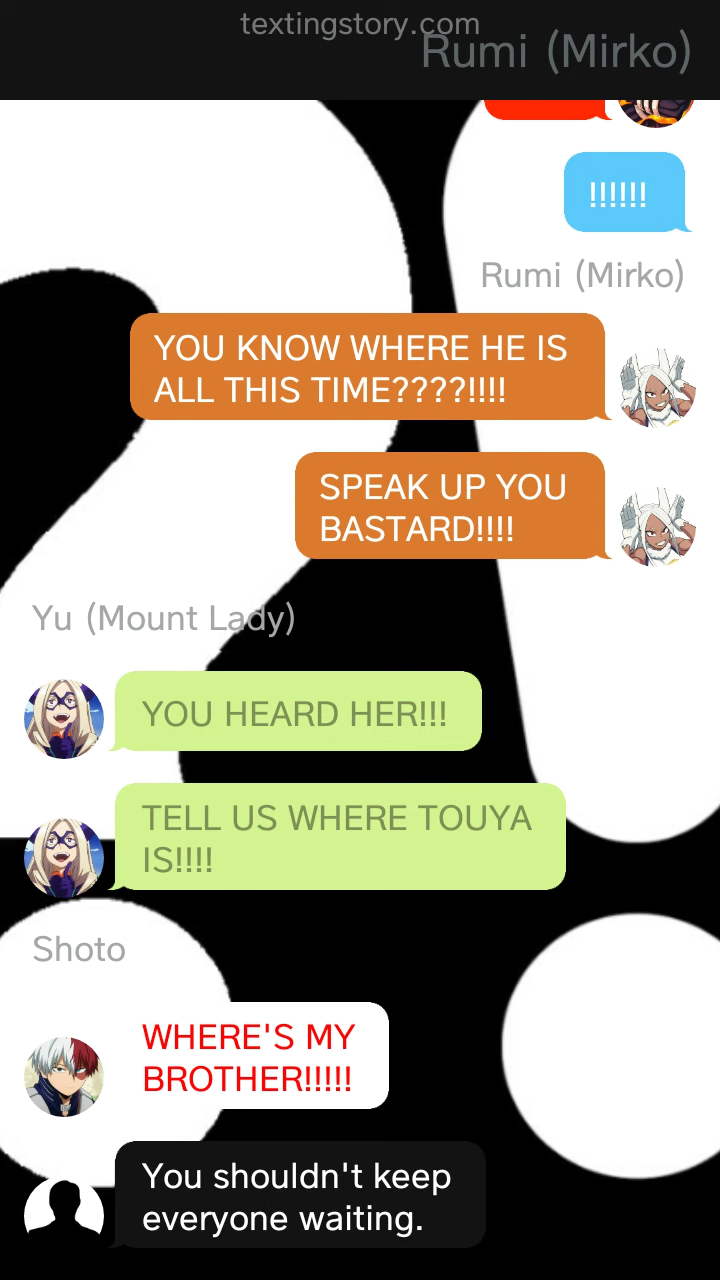 textingstory.com
Rumi (Mirko)
!!!!!!
Rumi (Mirko)
YOU KNOW WHERE HE IS
ALL THIS TIME????!!!!
SPEAK UP YOU
BASTARD!!!!
Yu (Mount Lady)
YOU HEARD HER!!!
TELL US WHERE TOUYA
IS!!!!
Shoto
WHERE'S MY
BROTHER!!!!!
You shouldn't keep
everyone waiting.